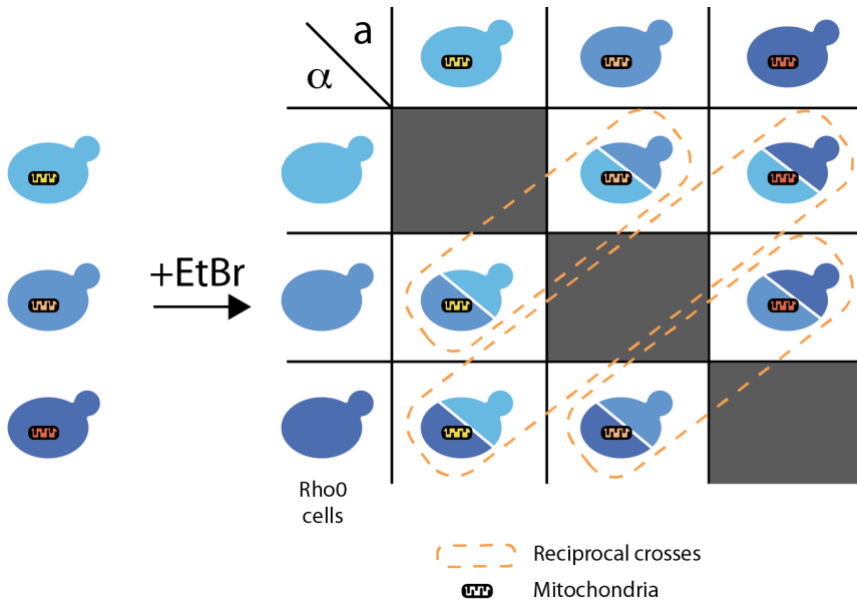 a
α
+EtBr
Rho0
cells
Reciprocal crosses
Mitochondria